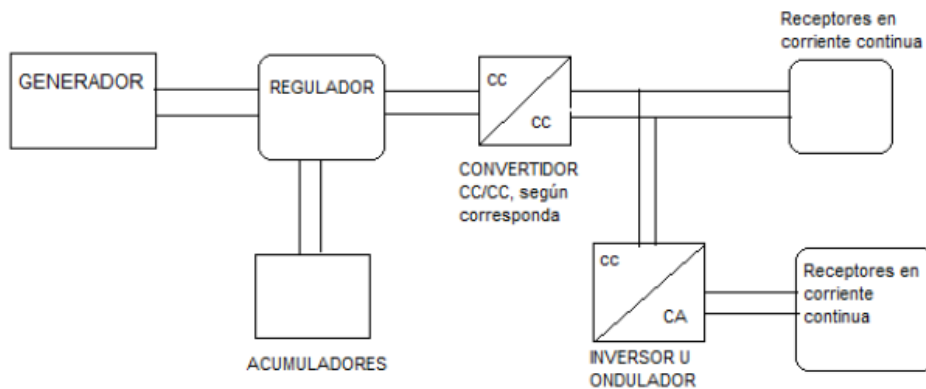 GENERADOR
REGULADOR
CC
CC
CONVERTIDOR
CC/CC, según
corresponda
Receptores en
corriente continua
ACUMULADORES
CC
CA
INVERSOR U
ONDULADOR
Receptores en
corriente
continua